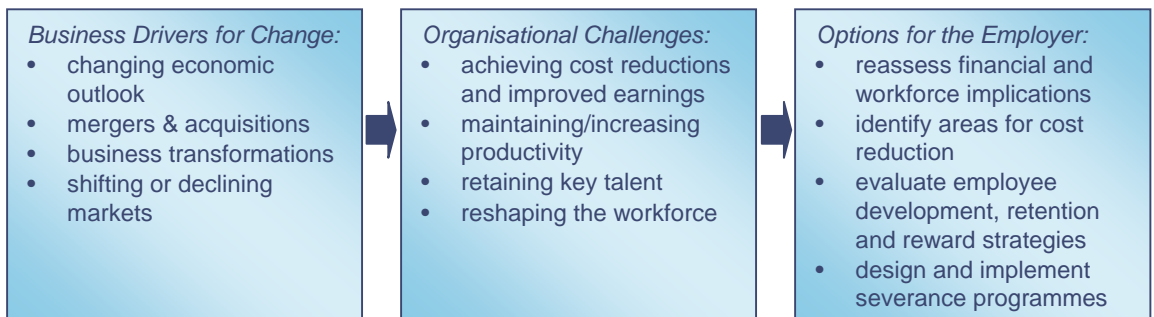 Business Drivers for Change:
• changing economic
outlook
• mergers & acquisitions
• business transformations
• shifting or declining
markets
Organisational Challenges:
• achieving cost reductions
and improved earnings
• maintaining/increasing
productivity
• retaining key talent
• reshaping the workforce
Options for the Employer:
• reassess financial and
workforce implications
• identify areas for cost
reduction
• evaluate employee
development, retention
and reward strategies
• design and implement
severance programmes